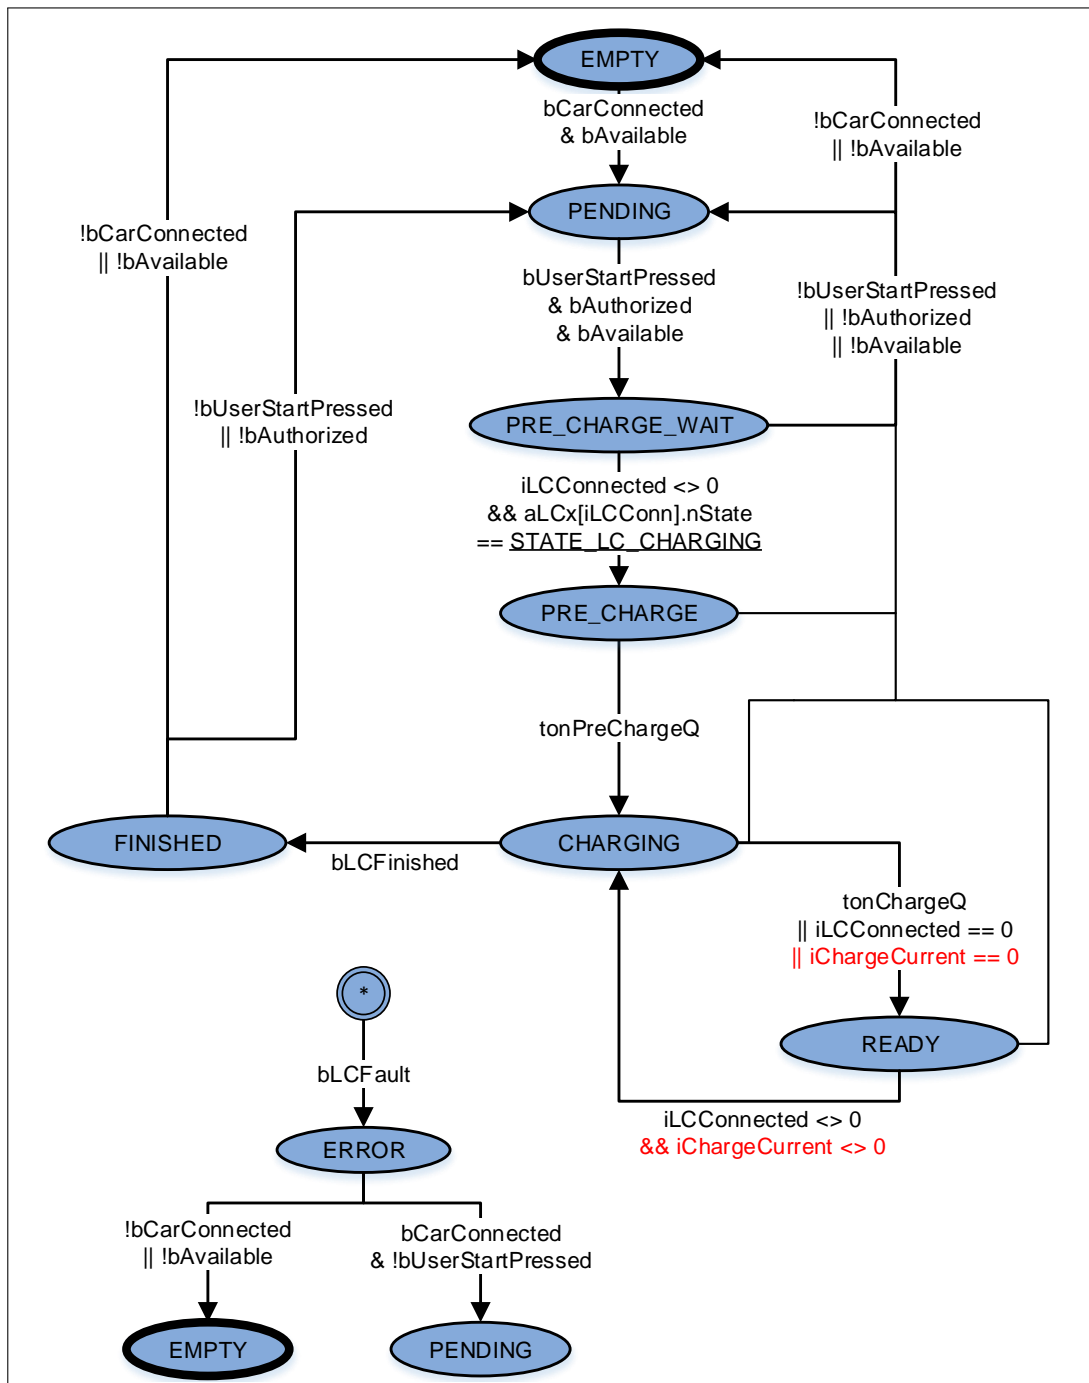 EMPTY
bCarConnected
& bAvailable
!bCarConnected
|| !bAvailable
PENDING
!bCarConnected
|| !bAvailable
bUserStartPressed
& bAuthorized
& bAvailable
!bUserStartPressed
|| !bAuthorized
|| !bAvailable
!bUserStartPressed
|| !bAuthorized
PRE_CHARGE_WAIT
iLCConnected <> 0
&& aLCx[iLCConn].nState
== STATE_LC_CHARGING
PRE_CHARGE
tonPreChargeQ
FINISHED
CHARGING
bLCFinished
tonChargeQ
|| iLCConnected == 0
|| iChargeCurrent == 0
*
READY
bLCFault
iLCConnected <> 0
&& iChargeCurrent <> 0
ERROR
!bCarConnected
|| !bAvailable
bCarConnected
& !bUserStartPressed
EMPTY
PENDING